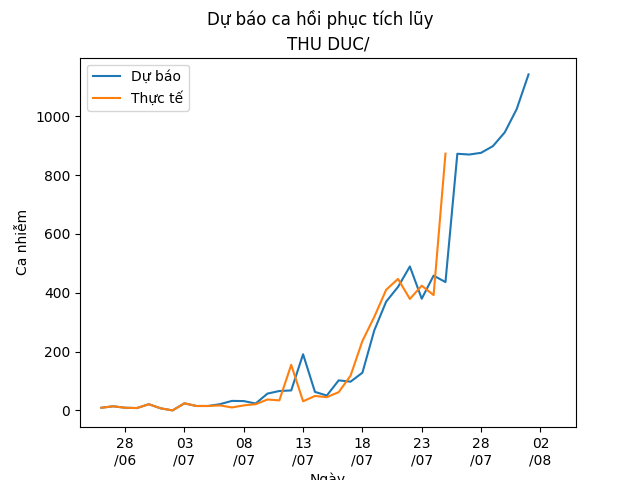 Dự báo ca hồi phục tích lũy
THU DUC/
Dự báo
Thực tế
Ca nhiễm
1000
800
600
400
200
0
28 03 08 13 18 23 28 02
/06 /07 /07 /07 /07 /07 /07 /08
Ngày